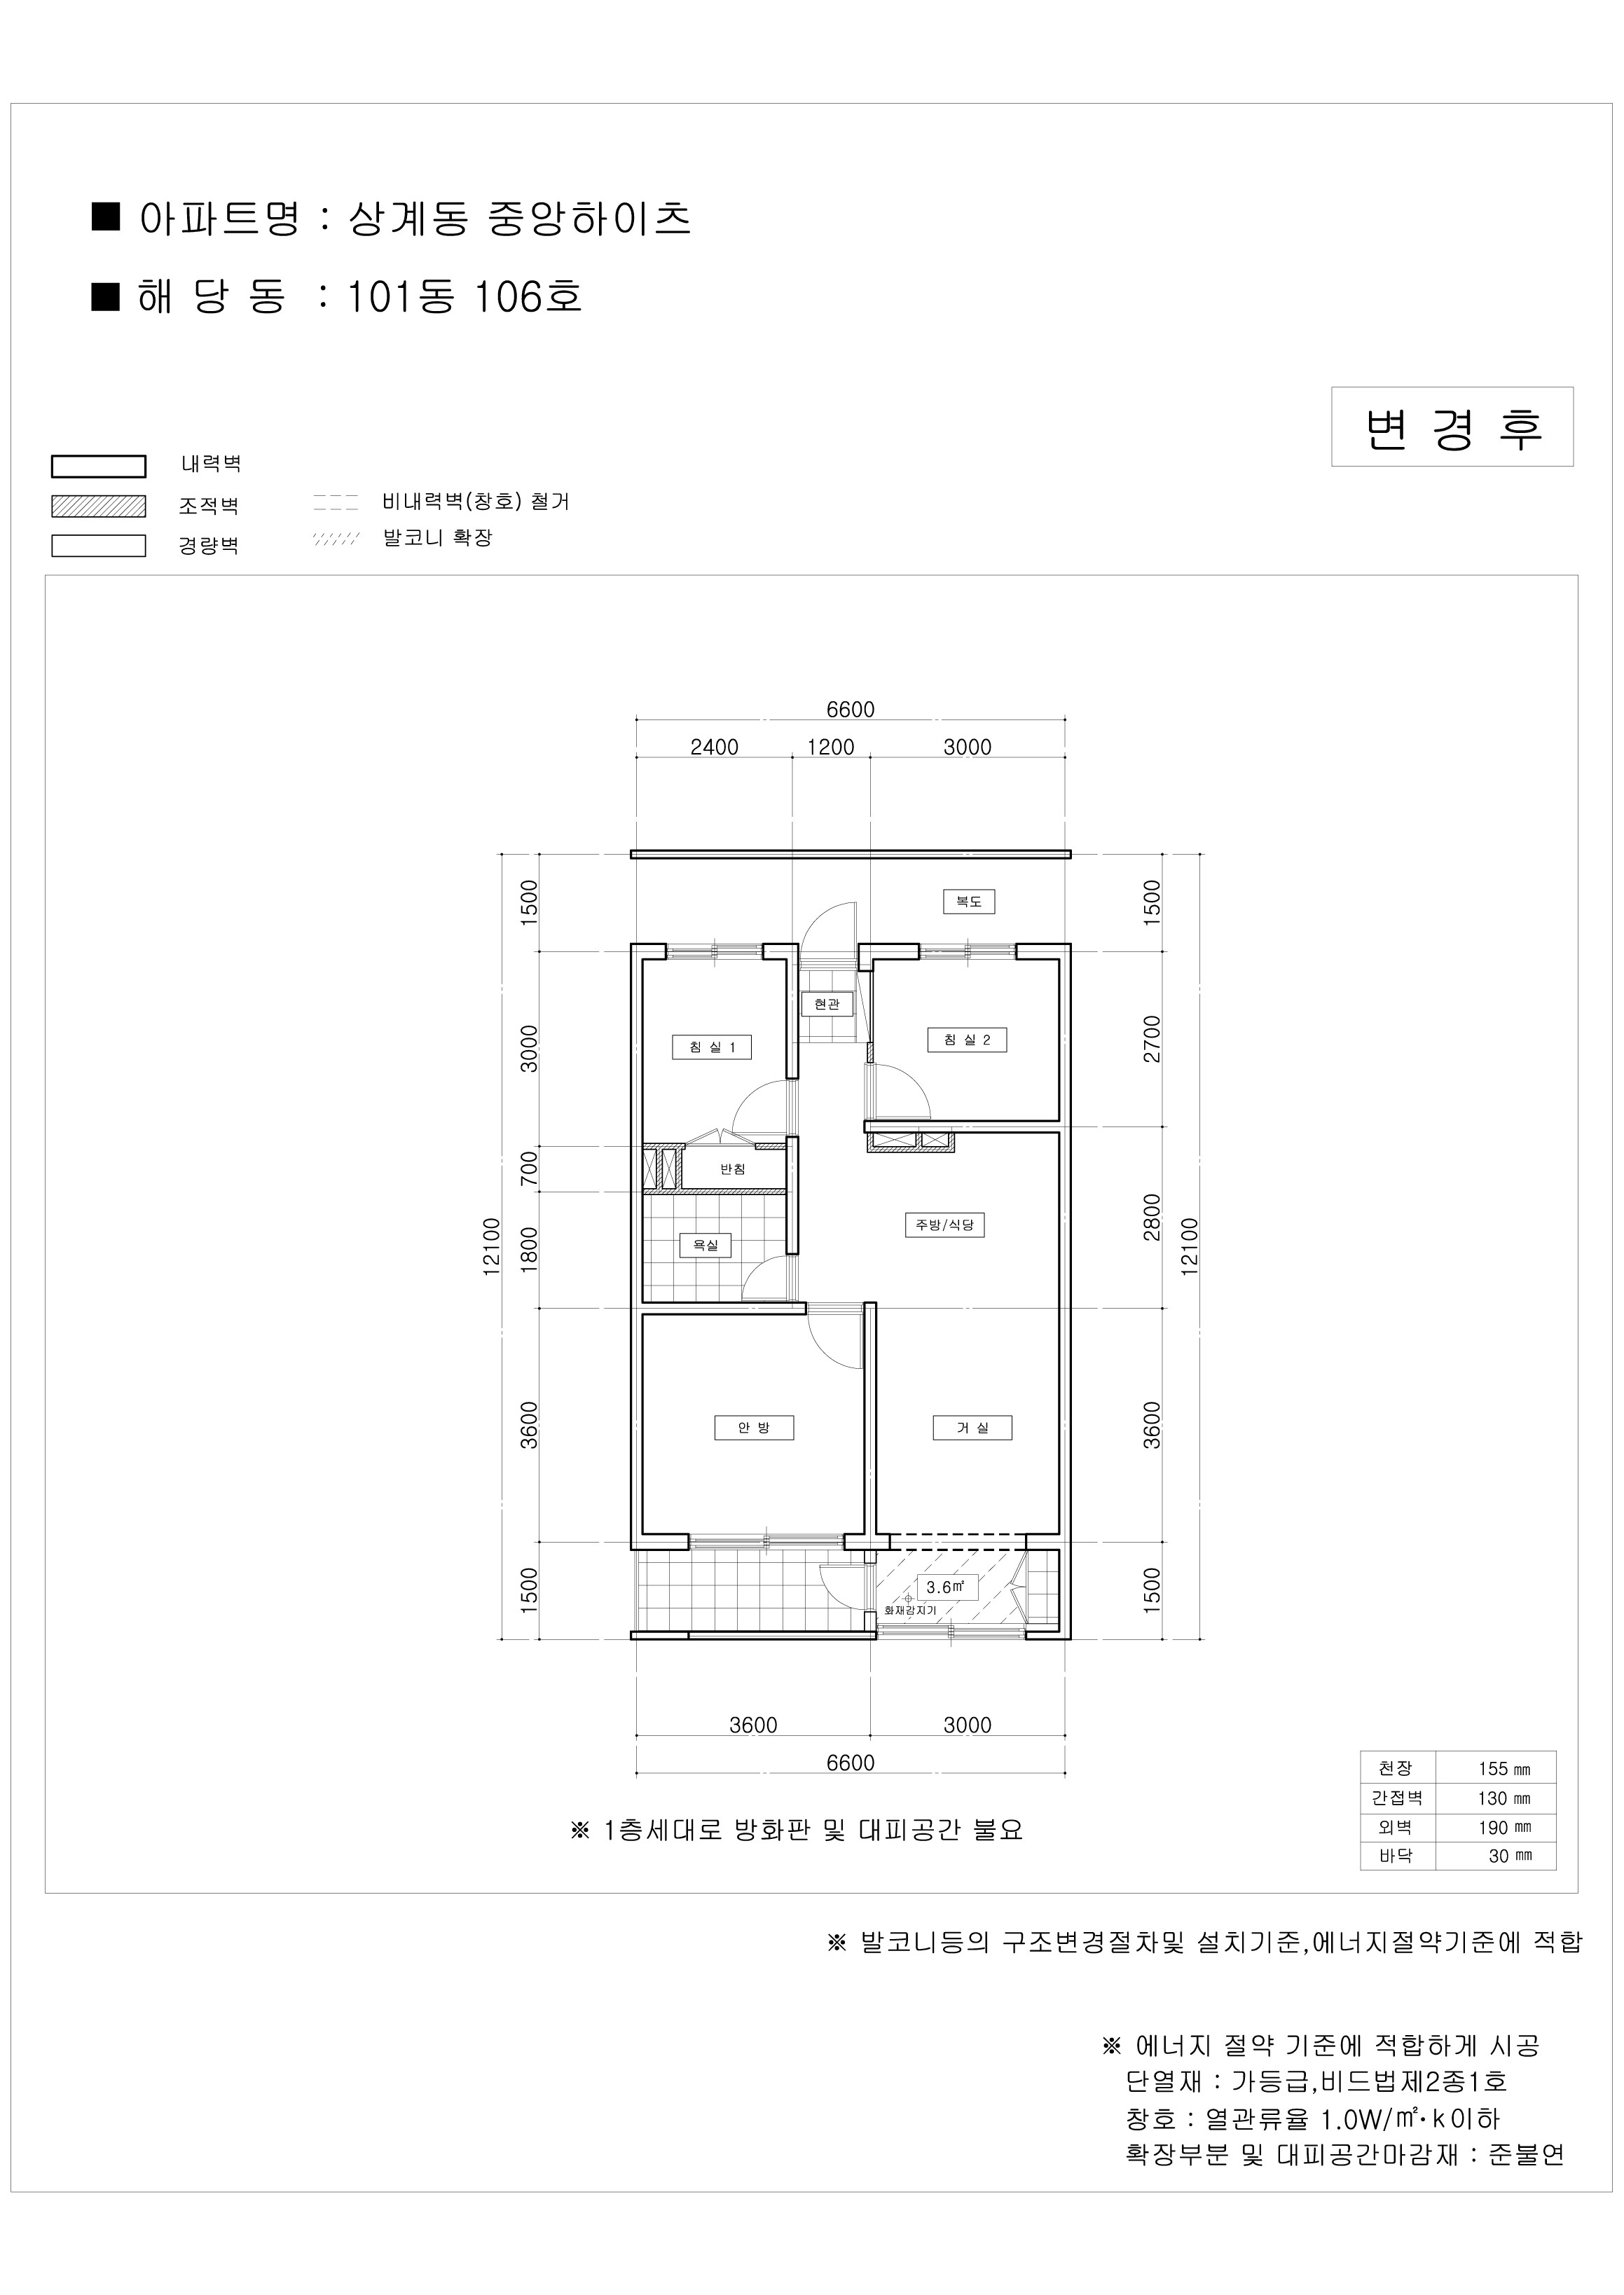 ■ 아파트명 : 상계동 중앙하이츠
■ 해 당 동 : 101동 106호
변 경 후
내력벽
조적벽
경량벽
비내력벽(창호) 철거
발코니 확장
6600
2400 1200 3000
1500
3000
700
1800
3600
1500
12100
1500
2700
2800
3600
1500
12100
복도
현관
침 실 1
침 실 2
반침
주방/식당
욕실
안 방
거 실
3.6㎡
화재감지기
3600 3000
6600
※ 1층세대로 방화판 및 대피공간 불요
천장 155 ㎜
간접벽 130 ㎜
외벽 190 ㎜
바닥 30 ㎜
※ 발코니등의 구조변경절차및 설치기준,에너지절약기준에 적합
※ 에너지 절약 기준에 적합하게 시공
단열재 : 가등급,비드법제2종1호
창호 : 열관류율 1.0W/㎡·k이하
확장부분 및 대피공간마감재 : 준불연